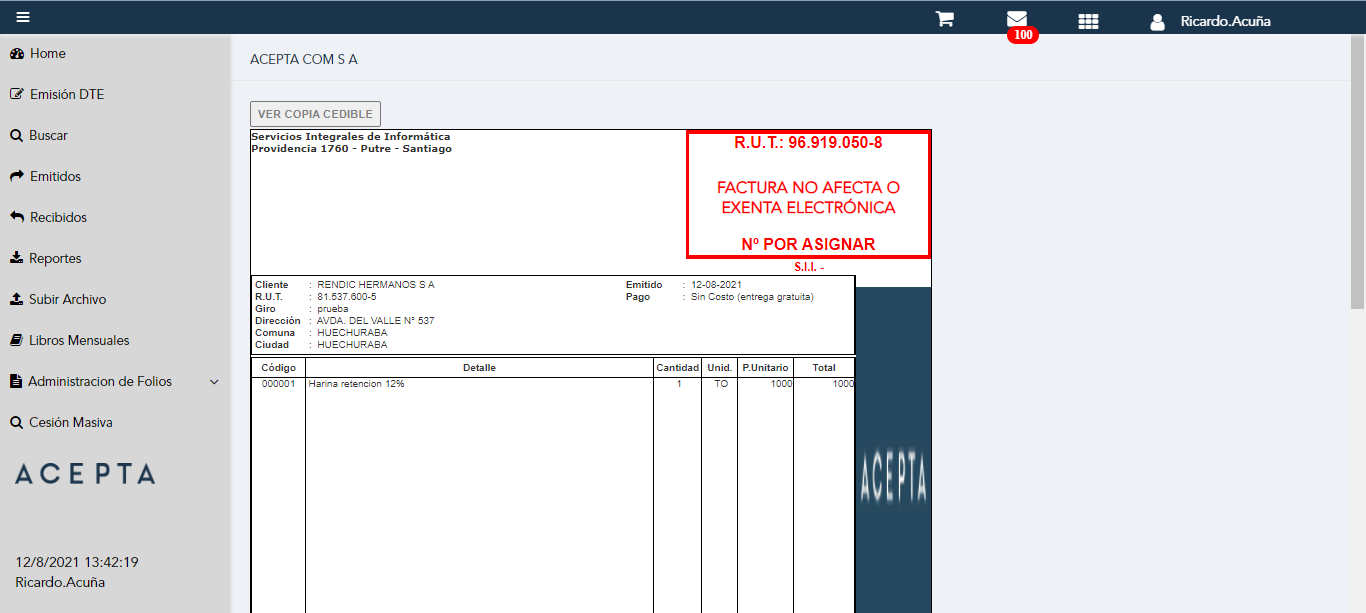 Ricardo.Acuña
100
Home
Emisión DTE
Buscar
Emitidos
Recibidos
Reportes
Subir Archivo
Libros Mensuales
Administracion de Folios
Cesión Masiva
ACEPTA
12/8/2021 13:42:19
Ricardo.Acuña
ACEPTA COM S A
VER COPIA CEDIBLE
Servicios Integrales de Informática
Providencia 1760 - Putre - Santiago
R.U.T.: 96.919.050-8
FACTURA NO AFECTA O
EXENTA ELECTRÓNICA
Nº POR ASIGNAR
S.I.I. -
Cliente : RENDIC HERMANOS S A Emitido : 12-08-2021
R.U.T. : 81.537.600-5 Pago : Sin Costo (entrega gratuita)
Giro : prueba
Dirección : AVDA. DEL VALLE N° 537
Comuna : HUECHURABA
Ciudad : HUECHURABA
Código Detalle Cantidad Unid. P.Unitario Total
000001 Harina retencion 12% 1 TO 1000 1000
ACEPTA